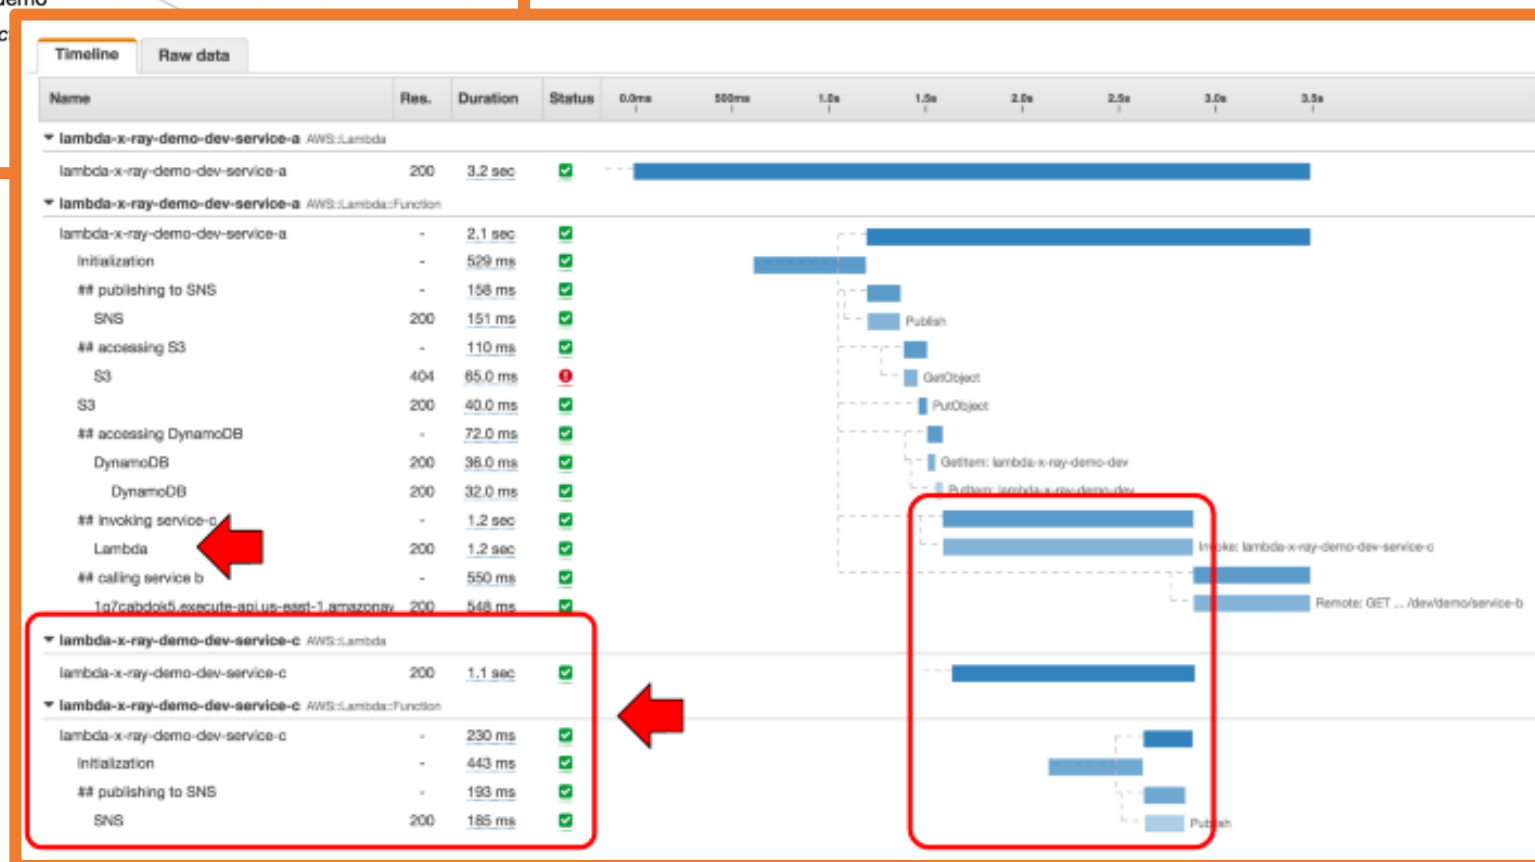 demo
Timeline Raw data
Name Res. Duration Status 0.0ms 500ms 1.0s 1.5s 2.0s 2.5s 3.0s 3.5s
lambda-x-ray-demo-dev-service-a AWS::Lambda
lambda-x-ray-demo-dev-service-a 200 3.2 sec
lambda-x-ray-demo-dev-service-a AWS::Lambda::Function
lambda-x-ray-demo-dev-service-a - 2.1 sec
Initialization - 529 ms
## publishing to SNS - 158 ms
SNS 200 151 ms Publish
## accessing S3 - 110 ms
S3 404 65.0 ms GetObject
S3 200 40.0 ms PutObject
## accessing DynamoDB - 72.0 ms
DynamoDB 200 36.0 ms GetItem: lambda-x-ray-demo-dev
DynamoDB 200 32.0 ms PutItem: lambda-x-ray-demo-dev
## invoking service-c - 1.2 sec
Lambda 200 1.2 sec Invoke: lambda-x-ray-demo-dev-service-c
## calling service b - 550 ms
200 548 ms Remote: GET ... /dev/demo/service-b
lambda-x-ray-demo-dev-service-c AWS::Lambda
lambda-x-ray-demo-dev-service-c 200 1.1 sec
lambda-x-ray-demo-dev-service-c AWS::Lambda::Function
lambda-x-ray-demo-dev-service-c - 230 ms
Initialization - 443 ms
## publishing to SNS - 193 ms
SNS 200 185 ms Publish